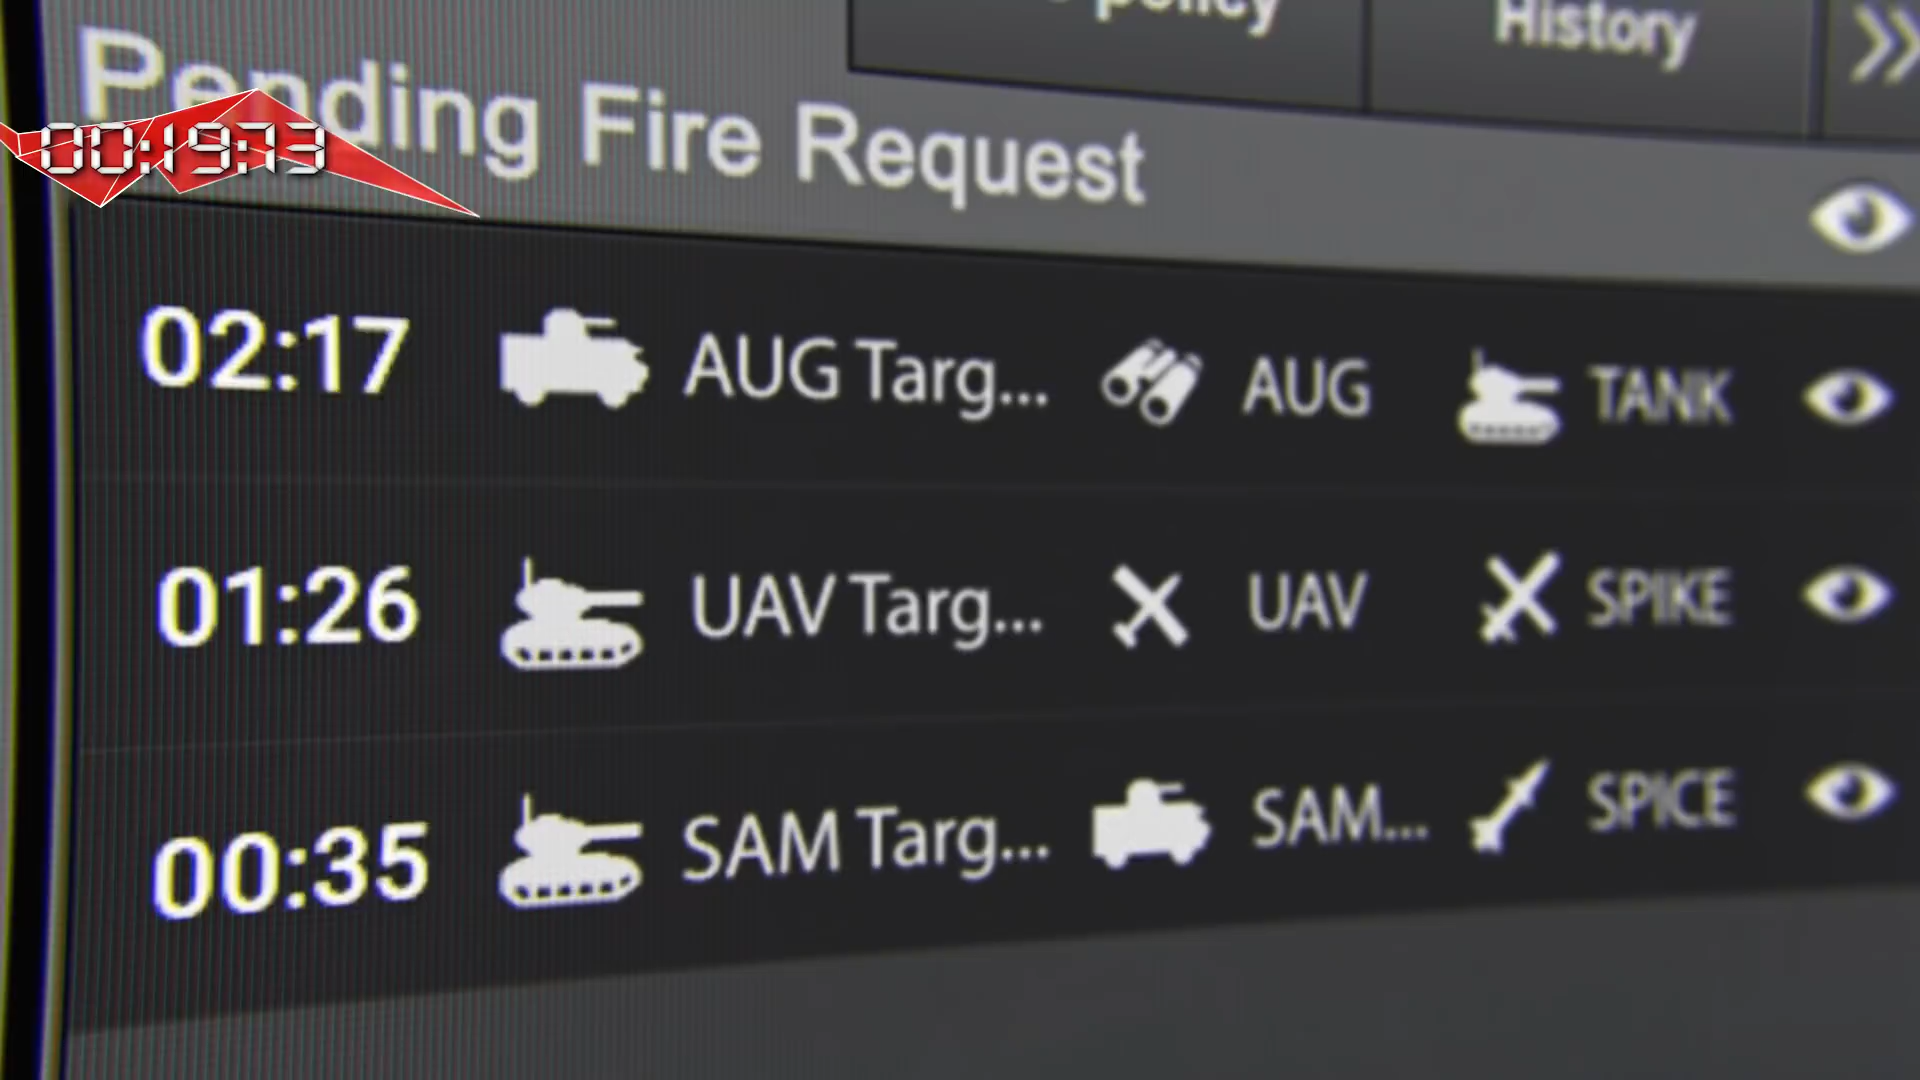 policy
History
Pending Fire Request
00:19:73
02:17 AUG Targ... AUG TANK
01:26 UAV Targ... UAV SPIKE
00:35 SAM Targ... SAM... SPICE